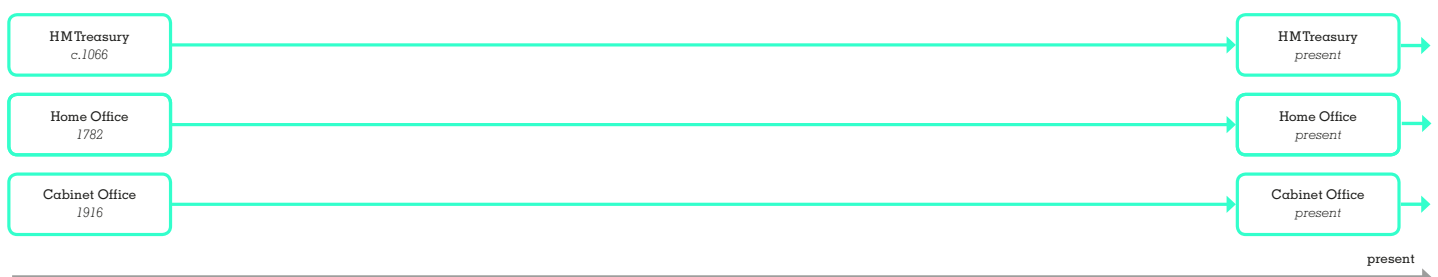 HM Treasury
c.1066
HM Treasury
present
Home Office
1782
Home Office
present
Cabinet Office
1916
Cabinet Office
present
present